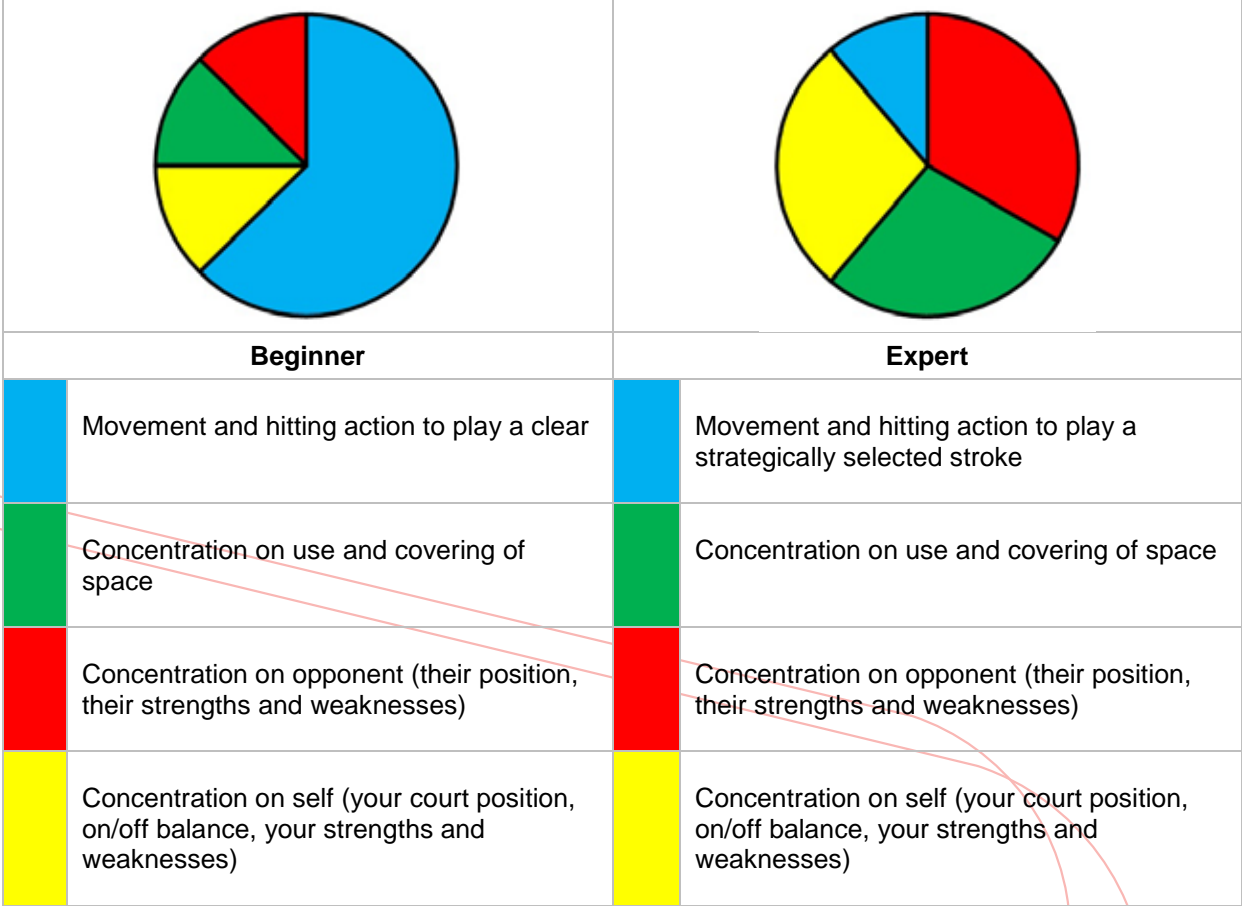 Beginner
Expert
Movement and hitting action to play a clear
Movement and hitting action to play a
strategically selected stroke
Concentration on use and covering of
space
Concentration on use and covering of space
Concentration on opponent (their position,
their strengths and weaknesses)
Concentration on opponent (their position,
their strengths and weaknesses)
Concentration on self (your court position,
on/off balance, your strengths and
weaknesses)
Concentration on self (your court position,
on/off balance, your strengths and
weaknesses)